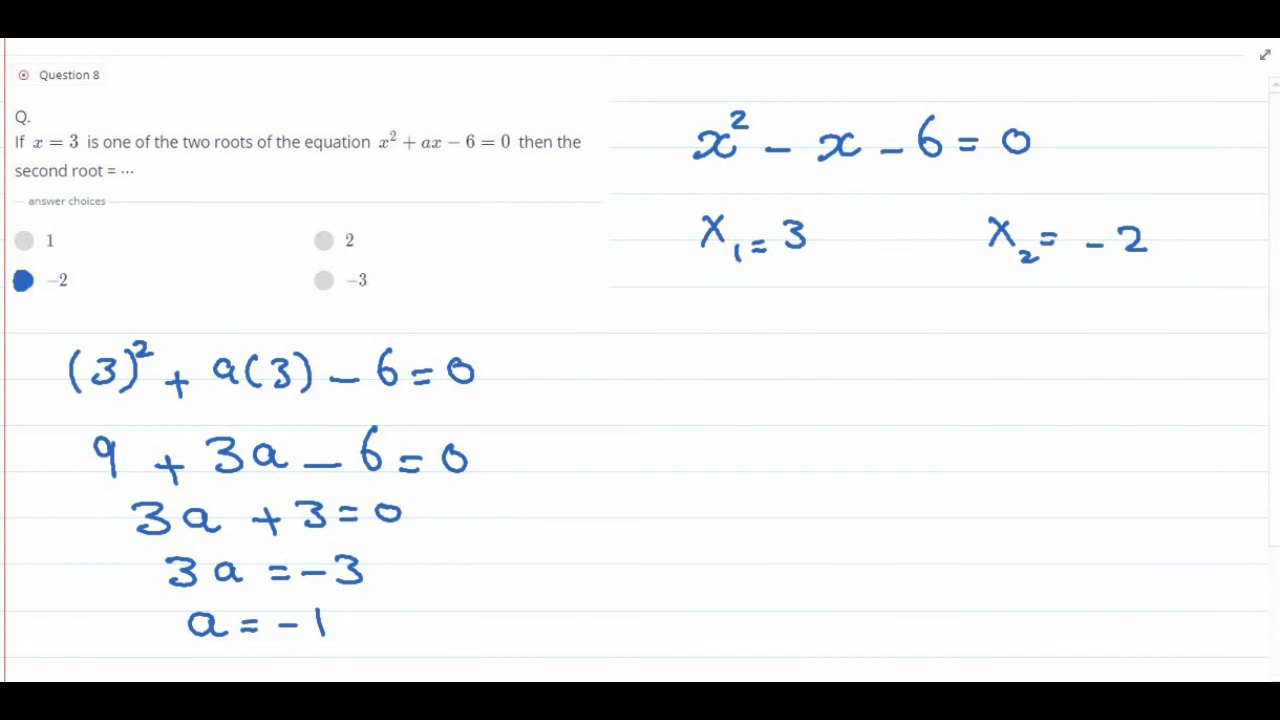 Question 8
Q.
If x = 3 is one of the two roots of the equation x² + ax − 6 = 0 then the
second root = ⋯
answer choices
1
2
−2
−3
(3)² + a(3) − 6 = 0
9 + 3a − 6 = 0
3a + 3 = 0
3a = −3
a = −1
x² − x − 6 = 0
x₁ = 3 x₂ = −2